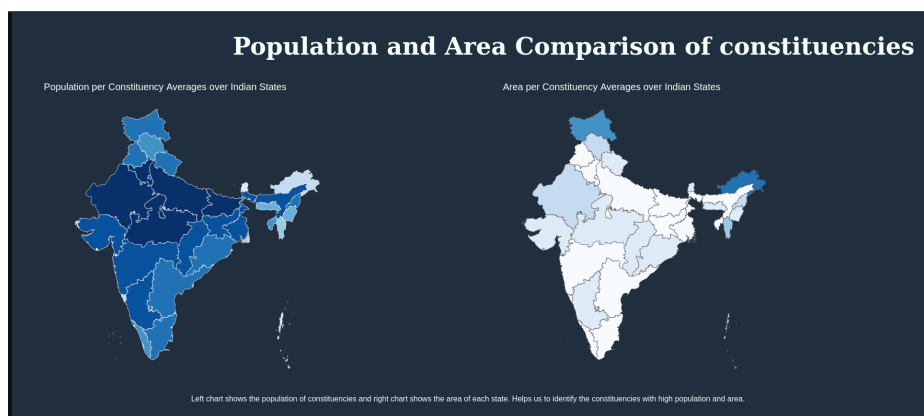 Population and Area Comparison of constituencies
Population per Constituency Averages over Indian States
Area per Constituency Averages over Indian States
Left chart shows the population of constituencies and right chart shows the area of each state. Helps us to identify the constituencies with high population and area.